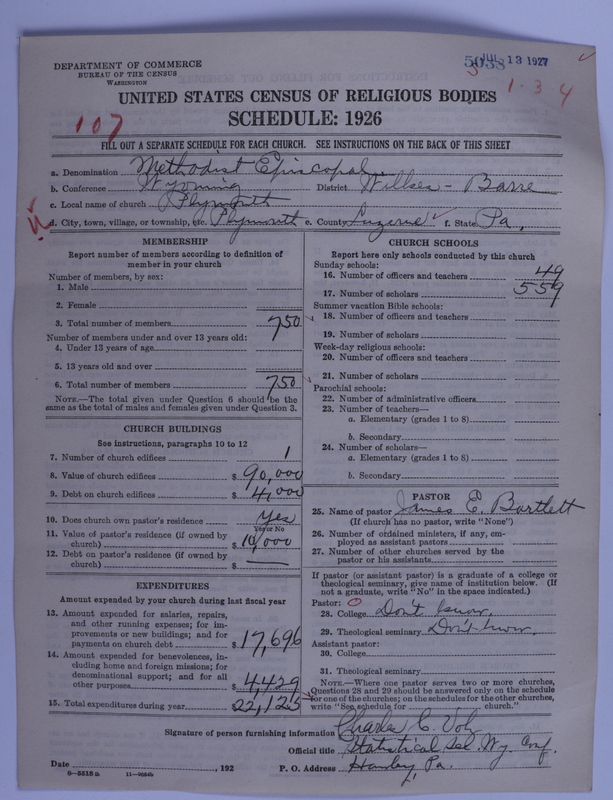 DEPARTMENT OF COMMERCE
BUREAU OF THE CENSUS
WASHINGTON
JUL 13 1927
1 . 3 4
UNITED STATES CENSUS OF RELIGIOUS BODIES
SCHEDULE: 1926
107
FILL OUT A SEPARATE SCHEDULE FOR EACH CHURCH. SEE INSTRUCTIONS ON THE BACK OF THIS SHEET
a. Denomination Methodist Episcopal
b. Conference Wyoming District Wilkes-Barre
c. Local name of church Plymouth
d. City, town, village, or township, etc. Plymouth e. County Luzerne f. State Pa.
MEMBERSHIP
Report number of members according to definition of member in your church
Number of members, by sex:
1. Male
2. Female
3. Total number of members 750
Number of members under and over 13 years old:
4. Under 13 years of age
5. 13 years old and over
6. Total number of members 750
NOTE.—The total given under Question 6 should be the
same as the total of males and females given under Question 3.
CHURCH BUILDINGS
See instructions, paragraphs 10 to 12
7. Number of church edifices 1
8. Value of church edifices $ 90,000
9. Debt on church edifices $ 4,000
10. Does church own pastor's residence Yes
Yes or No
11. Value of pastor's residence (if owned by
church) $ 10,000
12. Debt on pastor's residence (if owned by
church) $ —
EXPENDITURES
Amount expended by your church during last fiscal year
13. Amount expended for salaries, repairs,
and other running expenses; for im-
provements or new buildings; and for
payments on church debt $ 17,696
14. Amount expended for benevolences, in-
cluding home and foreign missions; for
denominational support; and for all
other purposes $ 4,429
15. Total expenditures during year 22,125
CHURCH SCHOOLS
Report here only schools conducted by this church
Sunday schools:
16. Number of officers and teachers 49
17. Number of scholars 559
Summer vacation Bible schools:
18. Number of officers and teachers
19. Number of scholars
Week-day religious schools:
20. Number of officers and teachers
21. Number of scholars
Parochial schools:
22. Number of administrative officers
23. Number of teachers—
a. Elementary (grades 1 to 8)
b. Secondary
24. Number of scholars—
a. Elementary (grades 1 to 8)
b. Secondary
PASTOR
25. Name of pastor James E. Bartlett
(If church has no pastor, write "None")
26. Number of ordained ministers, if any, em-
ployed as assistant pastors
27. Number of other churches served by the
pastor or his assistants
If pastor (or assistant pastor) is a graduate of a college or
theological seminary, give name of institution below. (If
not a graduate, write "No" in the space indicated.)
Pastor:
28. College Don't know.
29. Theological seminary Don't know.
Assistant pastor:
30. College
31. Theological seminary
NOTE.—Where one pastor serves two or more churches,
Questions 28 and 29 should be answered only on the schedule
for one of the churches; on the schedules for the other churches,
write "See schedule for church."
Signature of person furnishing information Charles C. 
Official title Statistical Sec. Wy. Conf.
Date , 192 P. O. Address Pa.